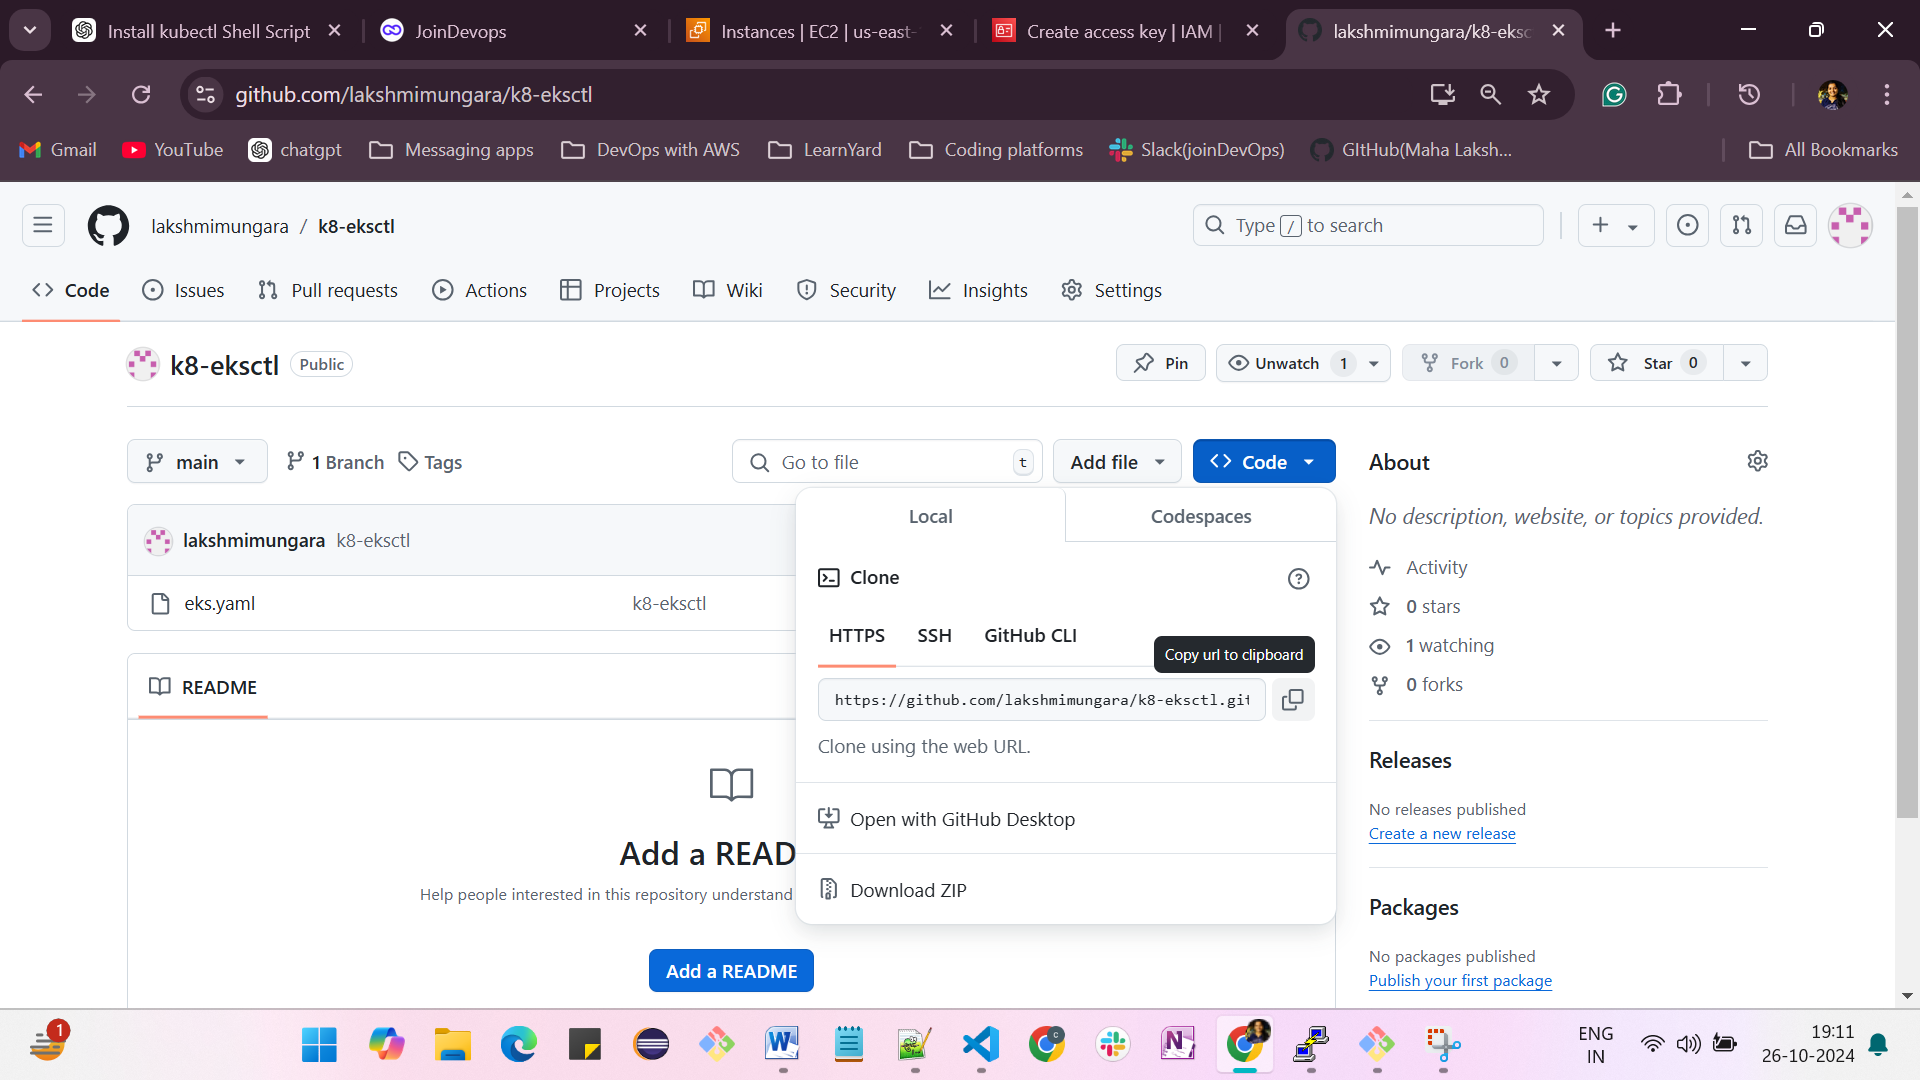 Install kubectl Shell Script
JoinDevops
Instances | EC2 | us-east-
Create access key | IAM |
lakshmimungara/k8-eksc
github.com/lakshmimungara/k8-eksctl
Gmail
YouTube
chatgpt
Messaging apps
DevOps with AWS
LearnYard
Coding platforms
Slack(joinDevOps)
GItHub(Maha Laksh...
All Bookmarks
lakshmimungara / k8-eksctl
Type / to search
Code
Issues
Pull requests
Actions
Projects
Wiki
Security
Insights
Settings
k8-eksctl
Public
Pin
Unwatch 1
Fork 0
Star 0
main
1 Branch
Tags
Go to file
t
Add file
Code
About
No description, website, or topics provided.
Local
Codespaces
lakshmimungara k8-eksctl
eks.yaml
k8-eksctl
Clone
HTTPS
SSH
GitHub CLI
Copy url to clipboard
https://github.com/lakshmimungara/k8-eksctl.git
Clone using the web URL.
Open with GitHub Desktop
Download ZIP
Activity
0 stars
1 watching
0 forks
README
Add a READ
Help people interested in this repository understand
Add a README
Releases
No releases published
Create a new release
Packages
No packages published
Publish your first package
1
ENG
IN
19:11
26-10-2024